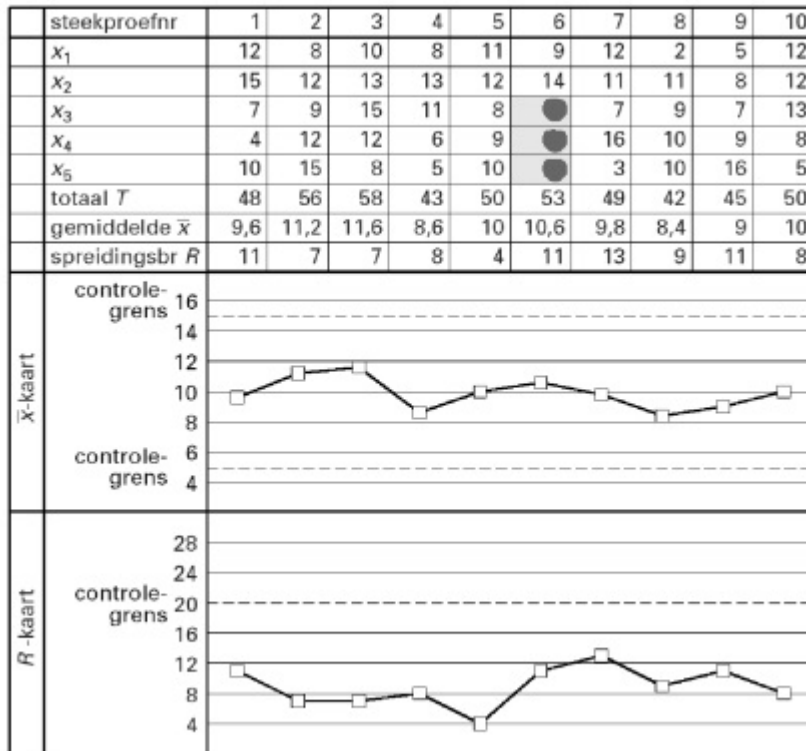 steekproefnr 1 2 3 4 5 6 7 8 9 10
x1 12 8 10 8 11 9 12 2 5 12
x2 15 12 13 13 12 14 11 11 8 12
x3 7 9 15 11 8 7 9 7 13
x4 4 12 12 6 9 16 10 9 8
x5 10 15 8 5 10 3 10 16 5
totaal T 48 56 58 43 50 53 49 42 45 50
gemiddelde x̄ 9,6 11,2 11,6 8,6 10 10,6 9,8 8,4 9 10
spreidingsbr R 11 7 7 8 4 11 13 9 11 8
x̄-kaart
controle-
grens
16
14
12
10
8
6
controle-
grens
4
R-kaart
28
24
controle-
grens
20
16
12
8
4